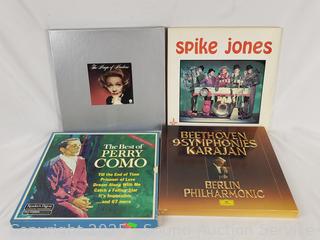 The Magic of Marlene
spike jones
The Best of
PERRY
COMO
Till the End of Time
Prisoner of Love
Dream Along With Me
Catch a Falling Star
It's Impossible
...and 67 more
Reader's Digest
BEETHOVEN
9 SYMPHONIES
KARAJAN
BERLIN
PHILHARMONIC